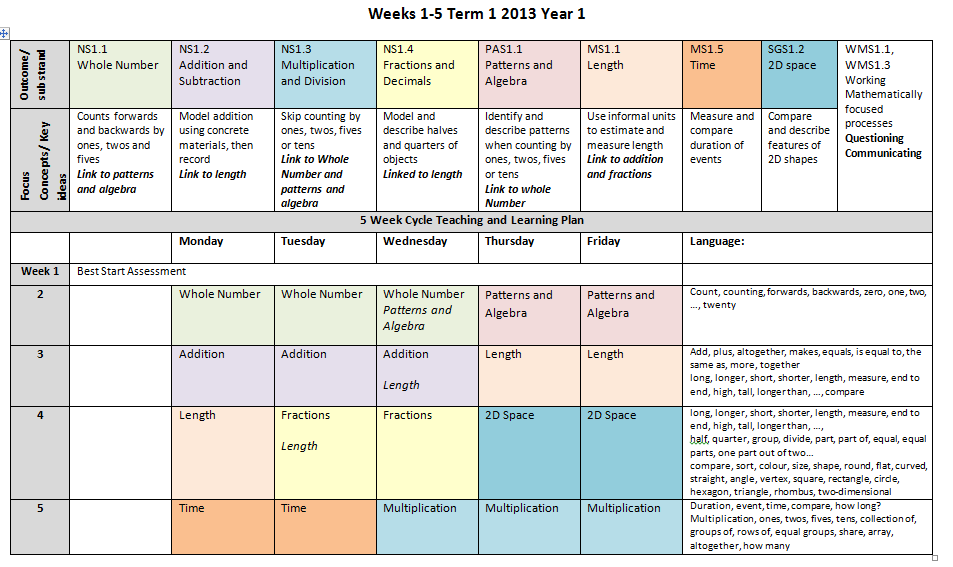 Weeks 1-5 Term 1 2013 Year 1
Outcome/
sub strand
NS1.1
Whole Number
NS1.2
Addition and
Subtraction
NS1.3
Multiplication
and Division
NS1.4
Fractions and
Decimals
PAS1.1
Patterns and
Algebra
MS1.1
Length
MS1.5
Time
SGS1.2
2D space
WMS1.1,
WMS1.3
Working
Mathematically
focused
processes
Questioning
Communicating
Focus
Concepts/ Key
ideas
Counts forwards
and backwards by
ones, twos and
fives
Link to patterns
and algebra
Model addition
using concrete
materials, then
record
Link to length
Skip counting by
ones, twos, fives
or tens
Link to Whole
Number and
patterns and
algebra
Model and
describe halves
and quarters of
objects
Linked to length
Identify and
describe patterns
when counting by
ones, twos, fives
or tens
Link to whole
Number
Use informal units
to estimate and
measure length
Link to addition
and fractions
Measure and
compare
duration of
events
Compare
and describe
features of
2D shapes
5 Week Cycle Teaching and Learning Plan
Monday
Tuesday
Wednesday
Thursday
Friday
Language:
Week 1
Best Start Assessment
2
Whole Number
Whole Number
Whole Number
Patterns and
Algebra
Patterns and
Algebra
Patterns and
Algebra
Count, counting, forwards, backwards, zero, one, two,
..., twenty
3
Addition
Addition
Addition
Length
Length
Length
Add, plus, altogether, makes, equals, is equal to, the
same as, more, together
long, longer, short, shorter, length, measure, end to
end, high, tall, longer than, ..., compare
4
Length
Fractions
Length
Fractions
2D Space
2D Space
long, longer, short, shorter, length, measure, end to
end, high, tall, longer than, ...,
half, quarter, group, divide, part, part of, equal, equal
parts, one part out of two...
compare, sort, colour, size, shape, round, flat, curved,
straight, angle, vertex, square, rectangle, circle,
hexagon, triangle, rhombus, two-dimensional
5
Time
Time
Multiplication
Multiplication
Multiplication
Duration, event, time, compare, how long?
Multiplication, ones, twos, fives, tens, collection of,
groups of, rows of, equal groups, share, array,
altogether, how many